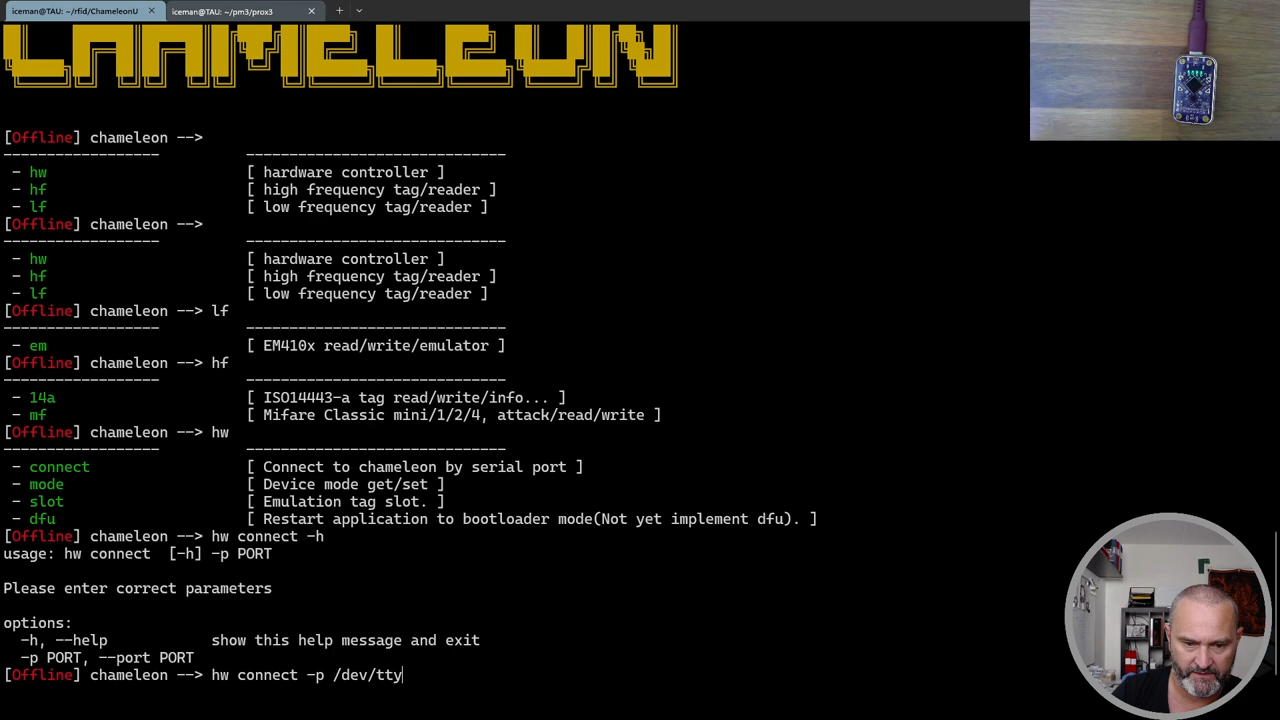 iceman@TAU: ~/rfid/ChameleonU × iceman@TAU: ~/pm3/prox3 × + ∨
CHAMELEON
[Offline] chameleon -->
------------------ ------------------------------
- hw [ hardware controller ]
- hf [ high frequency tag/reader ]
- lf [ low frequency tag/reader ]
[Offline] chameleon -->
------------------ ------------------------------
- hw [ hardware controller ]
- hf [ high frequency tag/reader ]
- lf [ low frequency tag/reader ]
[Offline] chameleon --> lf
------------------ ------------------------------
- em [ EM410x read/write/emulator ]
[Offline] chameleon --> hf
------------------ ------------------------------
- 14a [ ISO14443-a tag read/write/info... ]
- mf [ Mifare Classic mini/1/2/4, attack/read/write ]
[Offline] chameleon --> hw
------------------ ------------------------------
- connect [ Connect to chameleon by serial port ]
- mode [ Device mode get/set ]
- slot [ Emulation tag slot. ]
- dfu [ Restart application to bootloader mode(Not yet implement dfu). ]
[Offline] chameleon --> hw connect -h
usage: hw connect [-h] -p PORT
Please enter correct parameters
options:
-h, --help show this help message and exit
-p PORT, --port PORT
[Offline] chameleon --> hw connect -p /dev/tty